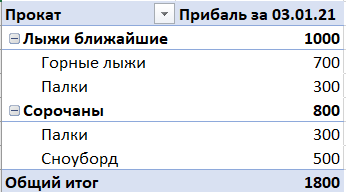 Прокат Прибаль за 03.01.21
Лыжи ближайшие 1000
Горные лыжи 700
Палки 300
Сорочаны 800
Палки 300
Сноуборд 500
Общий итог 1800